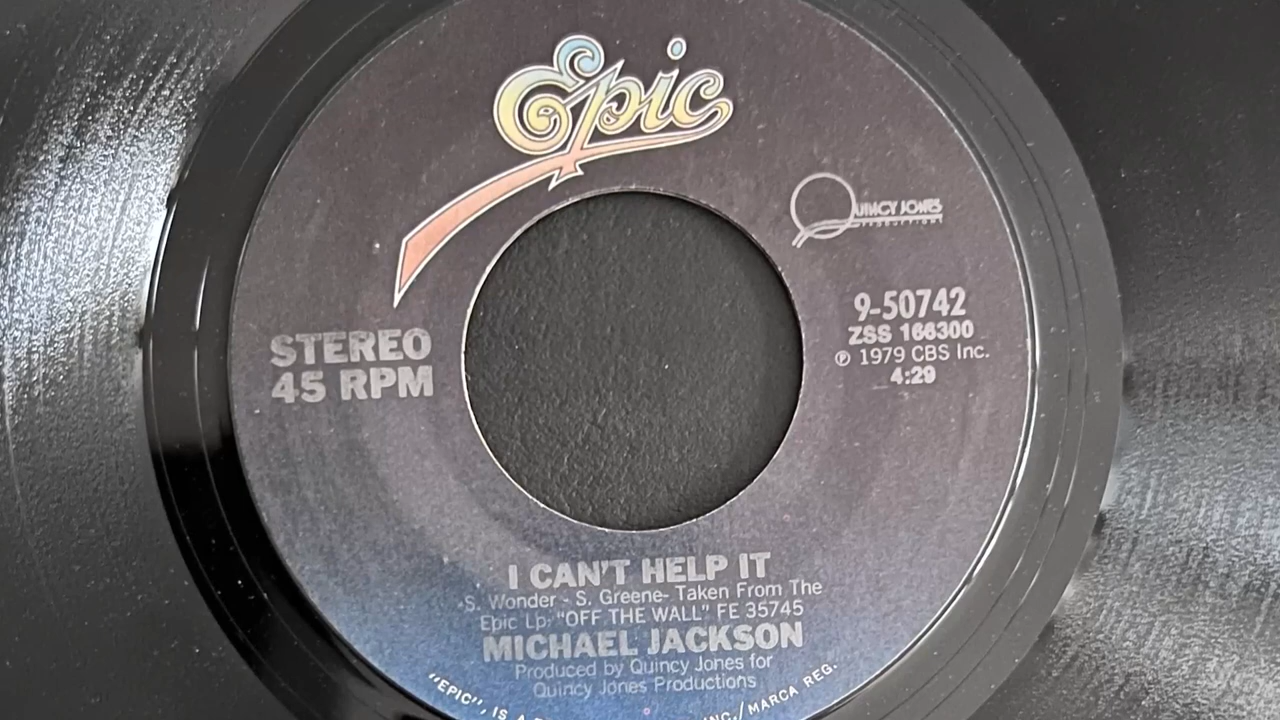 Epic
QUINCY JONES
PRODUCTIONS
9-50742
ZSS 166300
℗ 1979 CBS Inc.
4:29
STEREO
45 RPM
I CAN'T HELP IT
-S. Wonder - S. Greene- Taken From The
Epic Lp: "OFF THE WALL" FE 35745
MICHAEL JACKSON
Produced by Quincy Jones for
Quincy Jones Productions
"EPIC", IS A INC./MARCA REG.